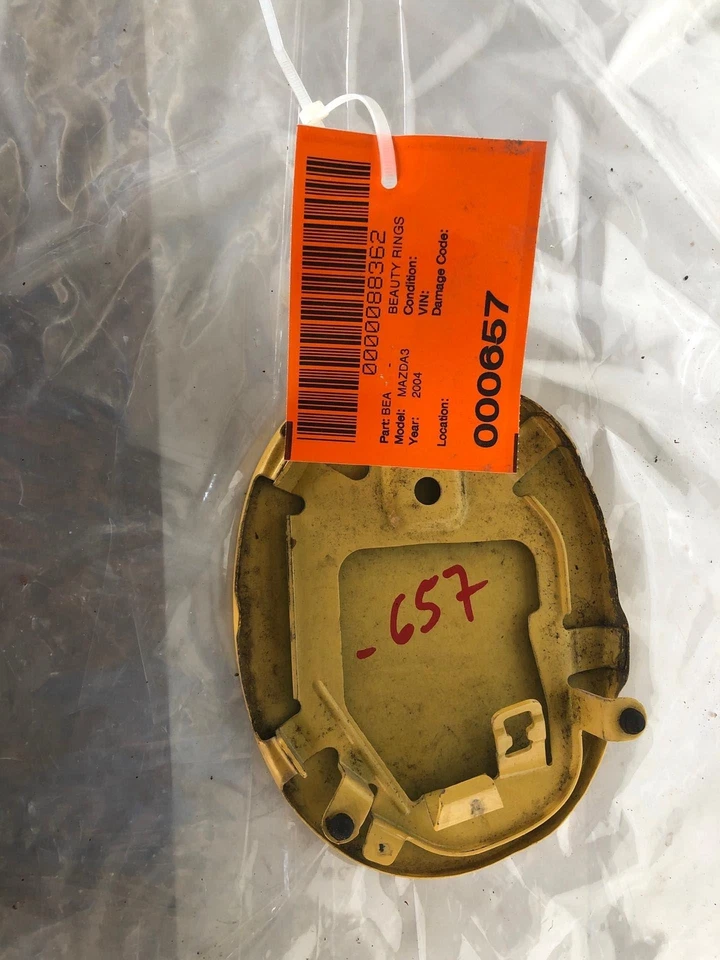 0000088362
Part: BEA - BEAUTY RINGS
Model: MAZDA3 Condition:
Year: 2004 VIN:
Damage Code:
Location:
000657
-657